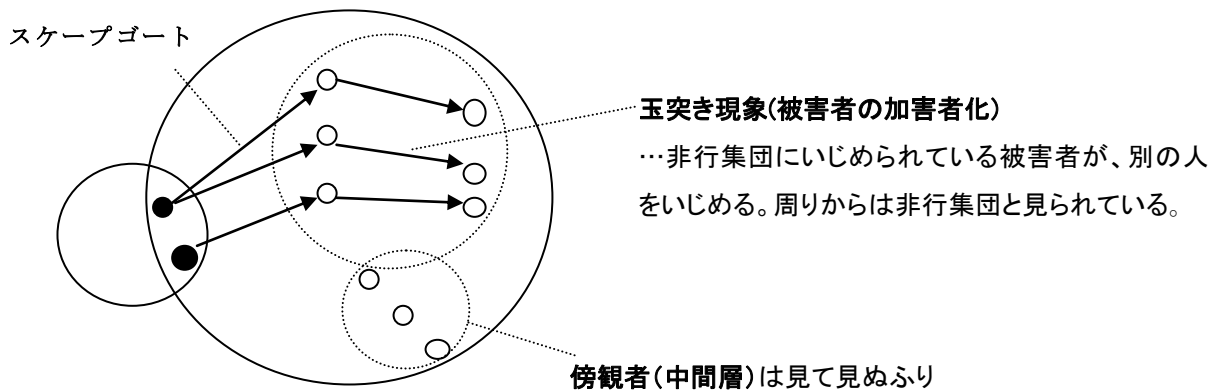 スケープゴート
玉突き現象(被害者の加害者化)
…非行集団にいじめられている被害者が、別の人
をいじめる。周りからは非行集団と見られている。
傍観者(中間層)は見て見ぬふり